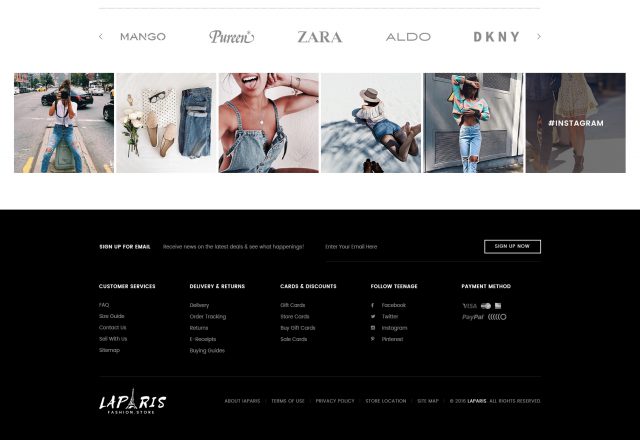 MANGO
Pureen
ZARA
ALDO
DKNY
#INSTAGRAM
SIGN UP FOR EMAIL
Receive news on the latest deals & see what happenings!
Enter Your Email Here
SIGN UP NOW
CUSTOMER SERVICES
FAQ
Size Guide
Contact Us
Sell With Us
Sitemap
DELIVERY & RETURNS
Delivery
Order Tracking
Returns
E-Receipts
Buying Guides
CARDS & DISCOUNTS
Gift Cards
Store Cards
Buy Gift Cards
Sale Cards
FOLLOW TEENAGE
Facebook
Twitter
Instagram
Pinterest
PAYMENT METHOD
VISA
PayPal
LAPARIS
FASHION.STORE
ABOUT lAPARIS
TERMS OF USE
PRIVACY POLICY
STORE LOCATION
SITE MAP
© 2016 LAPARIS. ALL RIGHTS RESERVED.